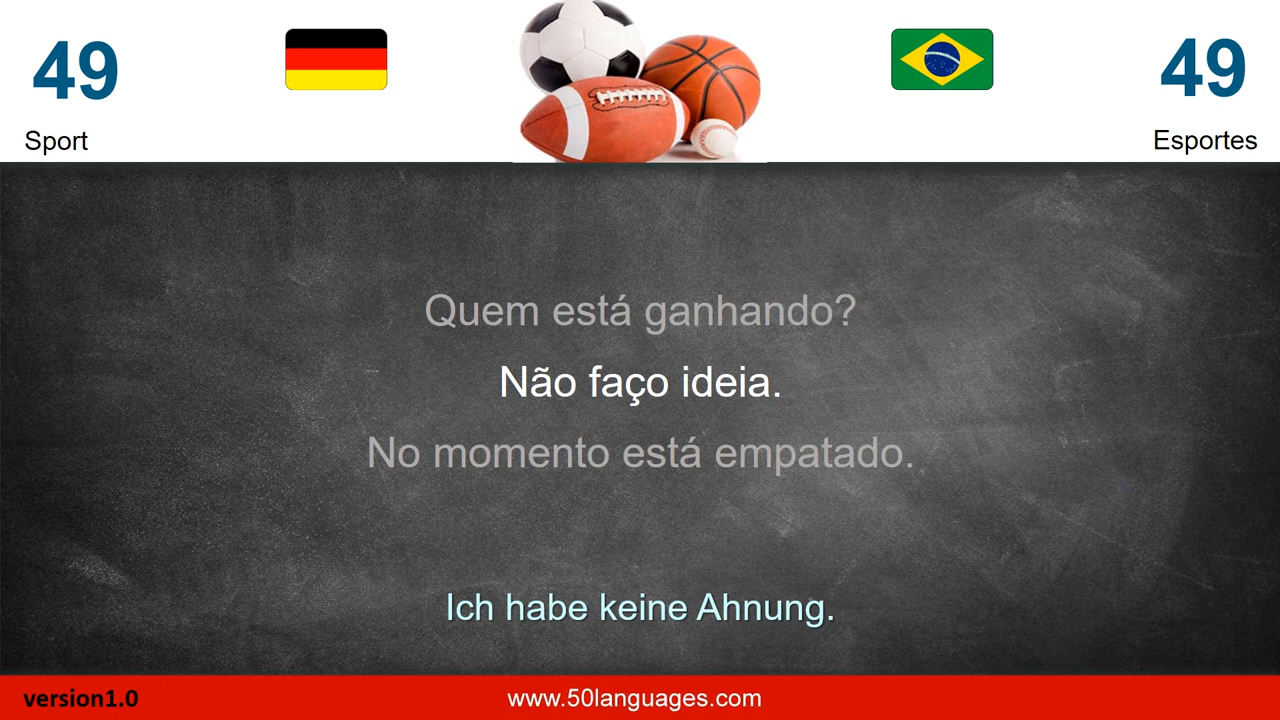 49
49
Sport
Esportes
Quem está ganhando?
Não faço ideia.
No momento está empatado.
Ich habe keine Ahnung.
version1.0
www.50languages.com